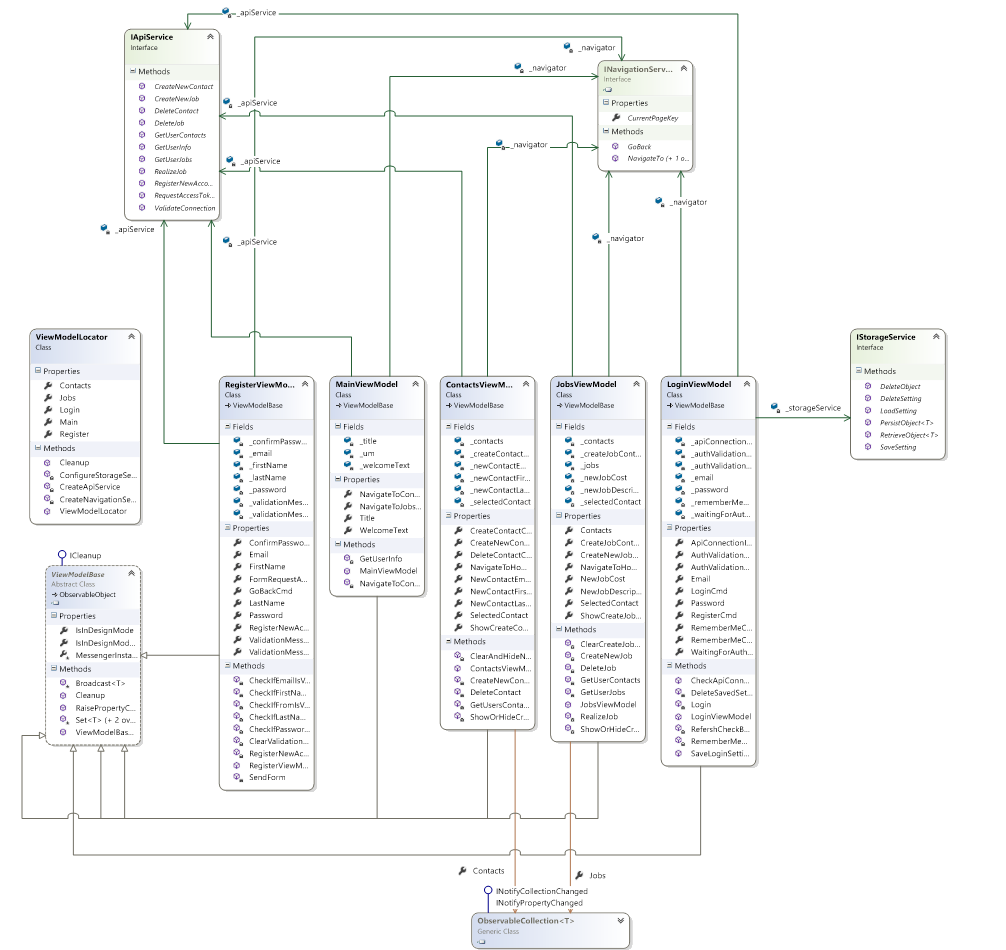 _apiService
IApiService
Interface
Methods
CreateNewContact
CreateNewJob
DeleteContact
DeleteJob
GetUserContacts
GetUserInfo
GetUserJobs
RealizeJob
RegisterNewAcco...
RequestAccessTok...
ValidateConnection
_navigator
_navigator
_apiService
_navigator
_apiService
_navigator
_apiService
_apiService
_navigator
INavigationServ...
Interface
Properties
CurrentPageKey
Methods
GoBack
NavigateTo (+ 1 o...
ViewModelLocator
Class
Properties
Contacts
Jobs
Login
Main
Register
Methods
Cleanup
ConfigureStorageSe...
CreateApiService
CreateNavigationSe...
ViewModelLocator
ICleanup
ViewModelBase
Abstract Class
ObservableObject
Properties
IsInDesignMode
IsInDesignMod...
MessengerInsta...
Methods
Broadcast<T>
Cleanup
RaisePropertyC...
Set<T> (+ 2 ov...
ViewModelBas...
RegisterViewMo...
Class
ViewModelBase
Fields
_confirmPassw...
_email
_firstName
_lastName
_password
_validationMes...
_validationMes...
Properties
ConfirmPasswo...
Email
FirstName
FormRequestA...
GoBackCmd
LastName
Password
RegisterNewAc...
ValidationMess...
ValidationMess...
Methods
CheckIfEmailIsV...
CheckIfFirstNa...
CheckIfFromIsV...
CheckIfLastNa...
CheckIfPasswor...
ClearValidation...
RegisterNewAc...
RegisterViewM...
SendForm
MainViewModel
Class
ViewModelBase
Fields
_title
_um
_welcomeText
Properties
NavigateToCon...
NavigateToJobs...
Title
WelcomeText
Methods
GetUserInfo
MainViewModel
NavigateToCon...
ContactsViewM...
Class
ViewModelBase
Fields
_contacts
_createContact...
_newContactE...
_newContactFir...
_newContactLa...
_selectedContact
Properties
CreateContactC...
CreateNewCon...
DeleteContactC...
NavigateToHo...
NewContactEm...
NewContactFirs...
NewContactLas...
SelectedContact
ShowCreateCo...
Methods
ClearAndHideN...
ContactsViewM...
CreateNewCon...
DeleteContact
GetUsersConta...
ShowOrHideCr...
JobsViewModel
Class
ViewModelBase
Fields
_contacts
_createJobCont...
_jobs
_newJobCost
_newJobDescri...
_selectedContact
Properties
Contacts
CreateJobCont...
CreateNewJob...
NavigateToHo...
NewJobCost
NewJobDescrip...
SelectedContact
ShowCreateJob...
Methods
ClearCreateJob...
CreateNewJob
DeleteJob
GetUserContacts
GetUserJobs
JobsViewModel
RealizeJob
ShowOrHideCr...
LoginViewModel
Class
ViewModelBase
Fields
_apiConnection...
_authValidation...
_authValidation...
_email
_password
_rememberMe...
_waitingForAut...
Properties
ApiConnectionI...
AuthValidation...
AuthValidation...
Email
LoginCmd
Password
RegisterCmd
RememberMeC...
RememberMeC...
WaitingForAuth...
Methods
CheckApiConn...
DeleteSavedSet...
Login
LoginViewModel
RefershCheckB...
RememberMe...
SaveLoginSetti...
_storageService
IStorageService
Interface
Methods
DeleteObject
DeleteSetting
LoadSetting
PersistObject<T>
RetrieveObject<T>
SaveSetting
Contacts
Jobs
INotifyCollectionChanged
INotifyPropertyChanged
ObservableCollection<T>
Generic Class